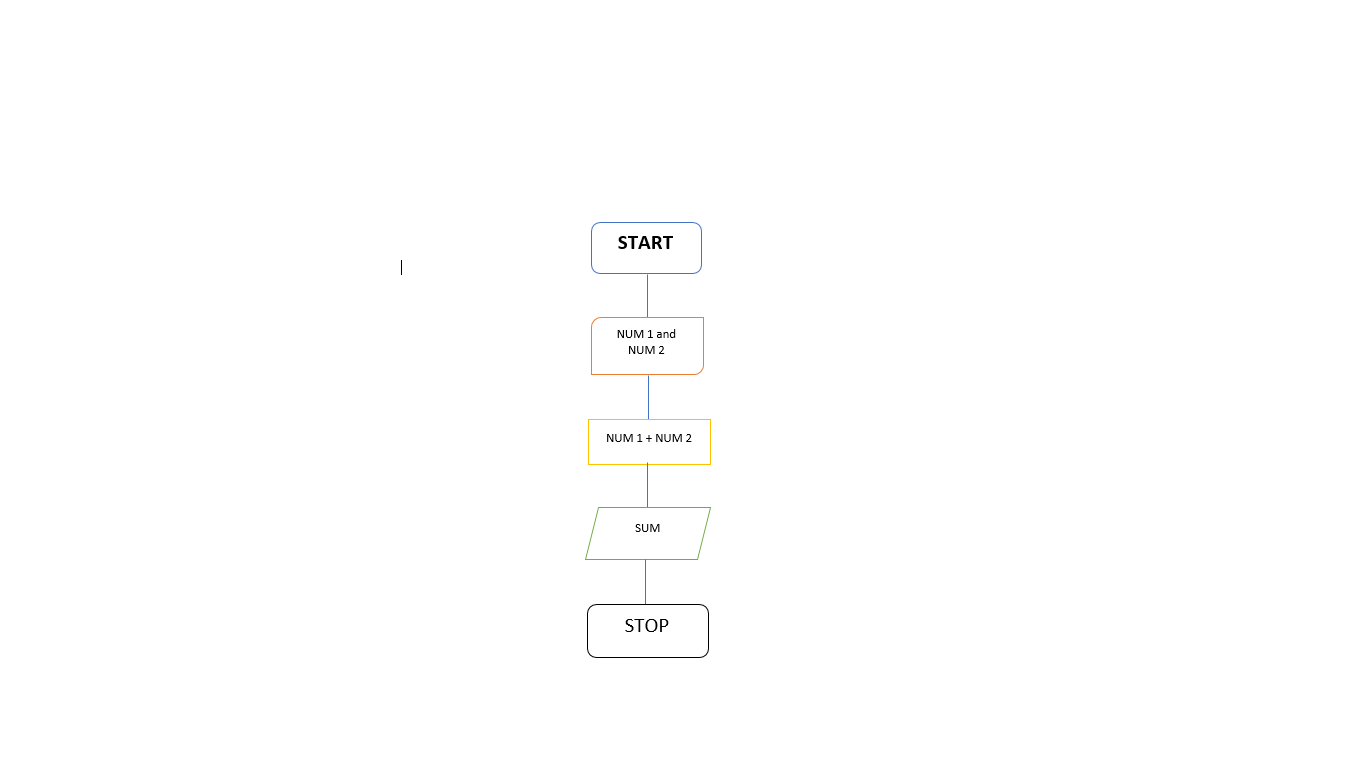 START
NUM 1 and
NUM 2
NUM 1 + NUM 2
SUM
STOP